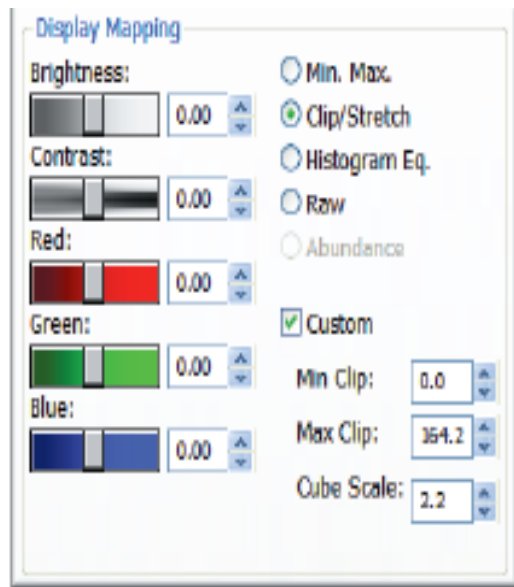 Display Mapping
Brightness:
0.00
Contrast:
0.00
Red:
0.00
Green:
0.00
Blue:
0.00
Min. Max.
Clip/Stretch
Histogram Eq.
Raw
Abundance
Custom
Min Clip: 0.0
Max Clip: 164.2
Cube Scale: 2.2